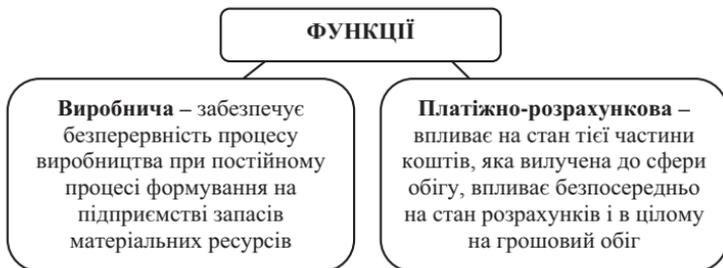 ФУНКЦІЇ
Виробнича – забезпечує
безперервність процесу
виробництва при постійному
процесі формування на
підприємстві запасів
матеріальних ресурсів
Платіжно-розрахункова –
впливає на стан тієї частини
коштів, яка вилучена до сфери
обігу, впливає безпосередньо
на стан розрахунків і в цілому
на грошовий обіг